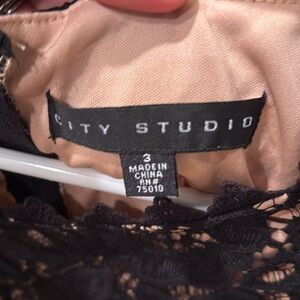 CITY STUDIO
3
MADE IN
CHINA
RN#
75010